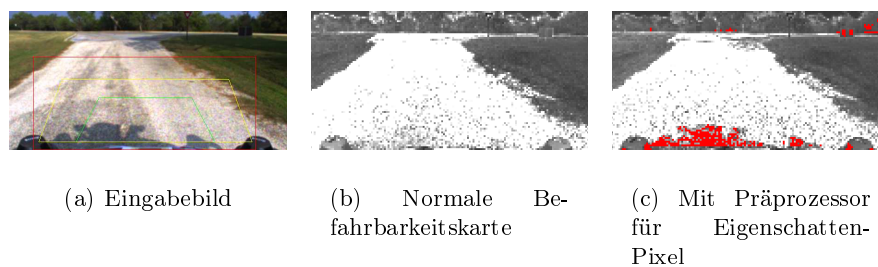 (a) Eingabebild
(b) Normale Be-
fahrbarkeitskarte
(c) Mit Präprozessor
für Eigenschatten-
Pixel